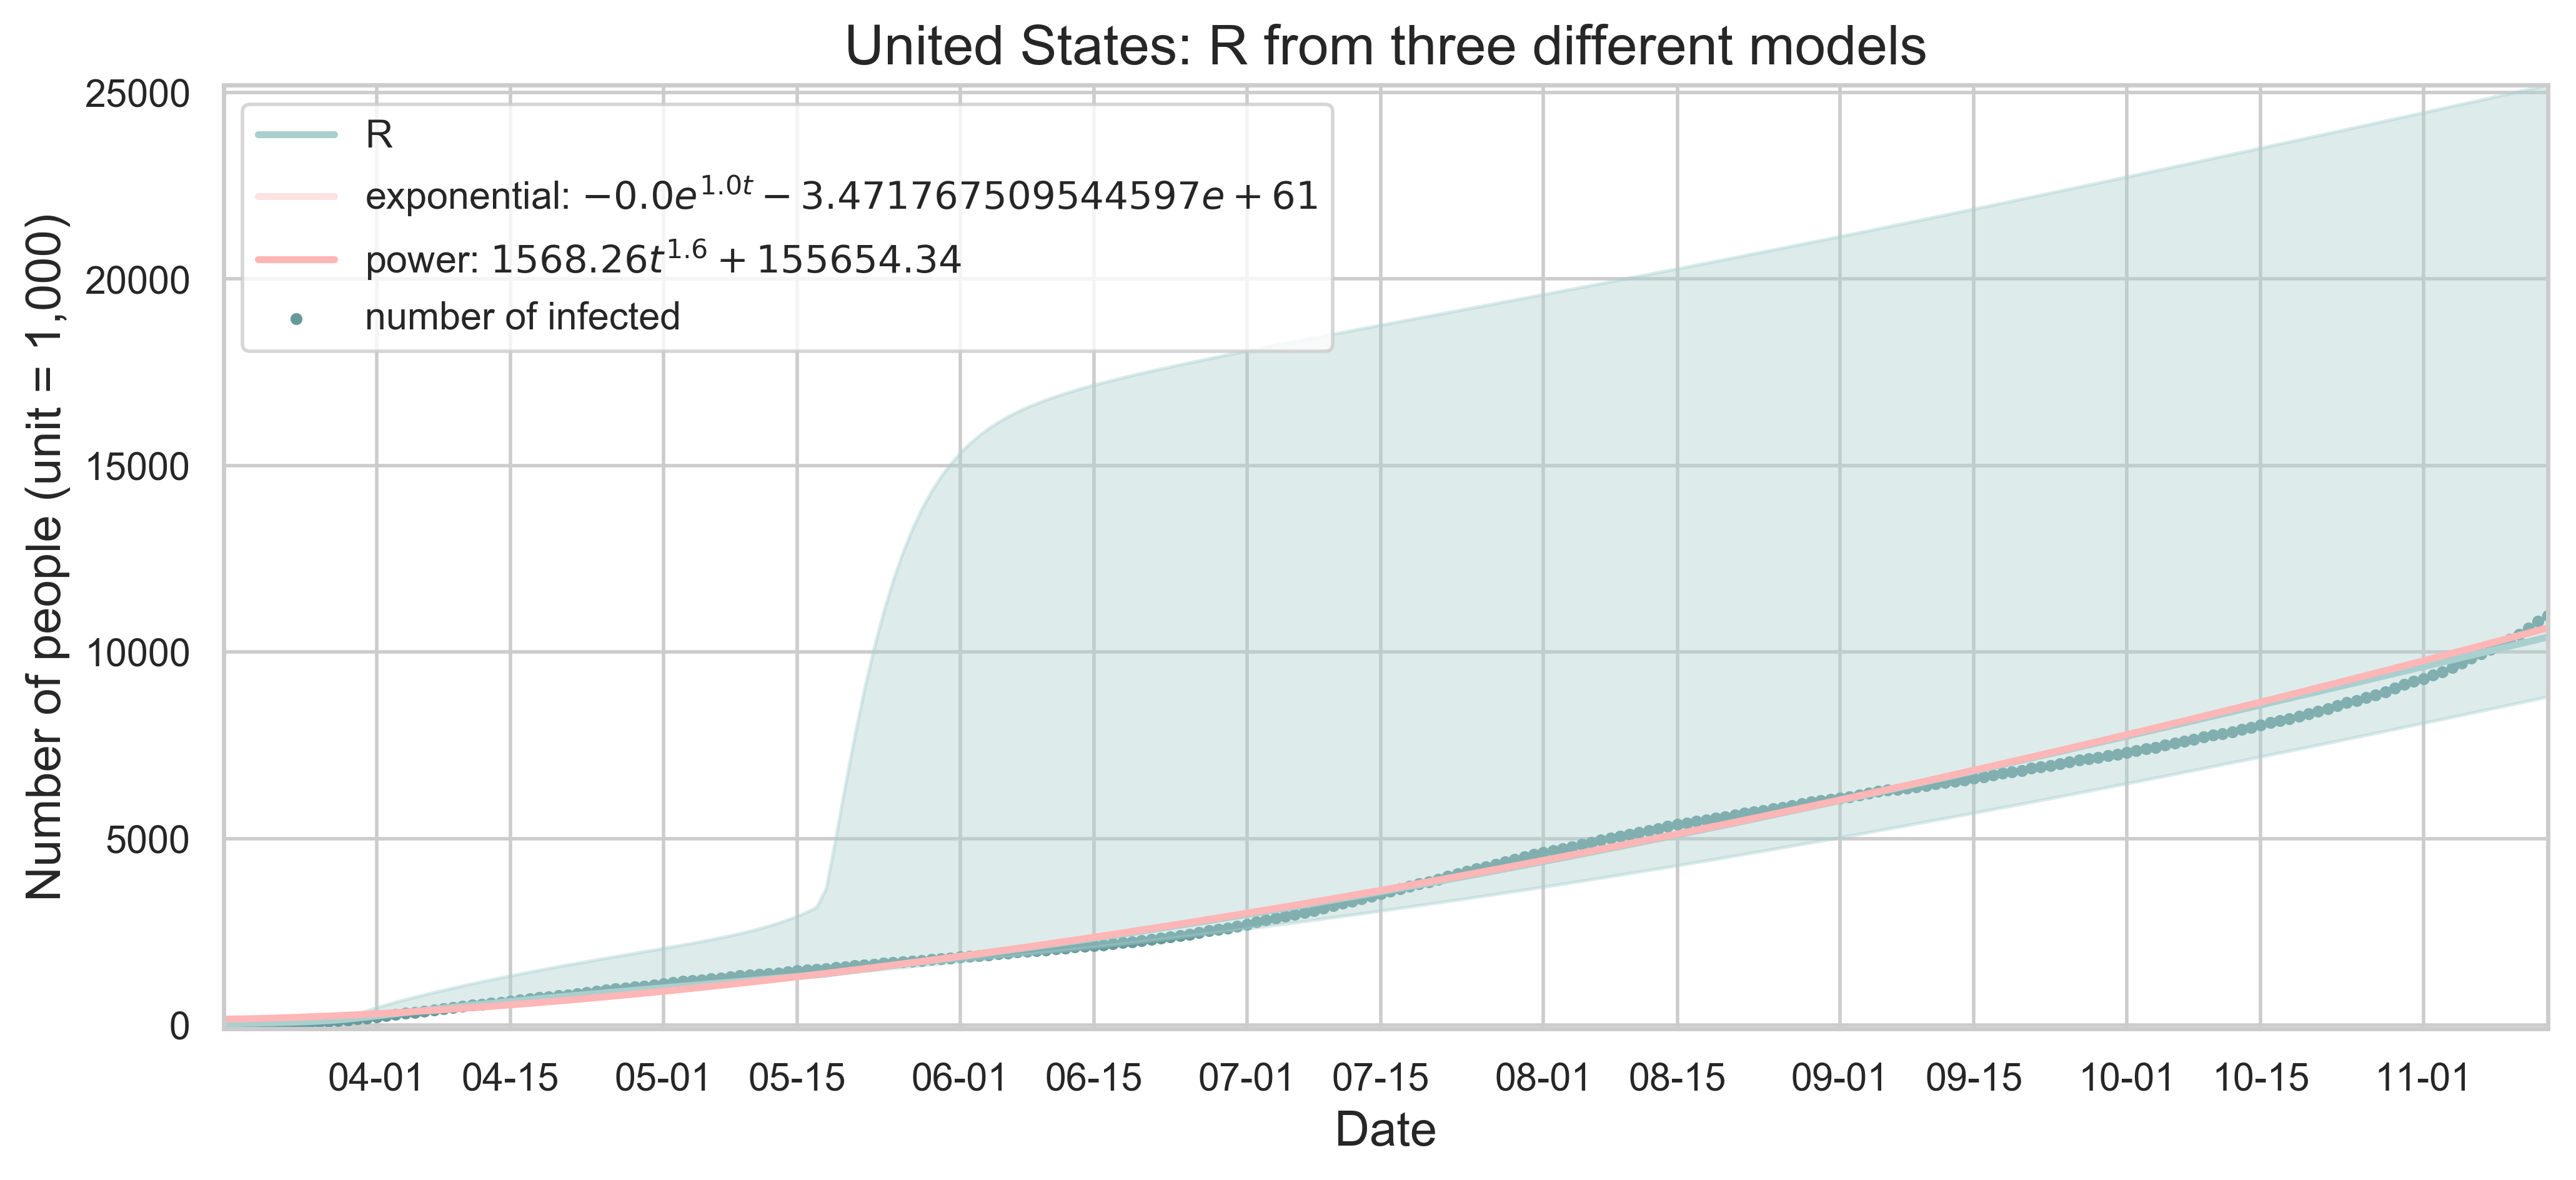 United States: R from three different models
25000
20000
15000
10000
5000
0
Number of people (unit = 1,000)
R
exponential: −0.0e^{1.0t} − 3.4717675095445​97e + 61
power: 1568.26t^{1.6} + 155654.34
number of infected
04-01 04-15 05-01 05-15 06-01 06-15 07-01 07-15 08-01 08-15 09-01 09-15 10-01 10-15 11-01
Date